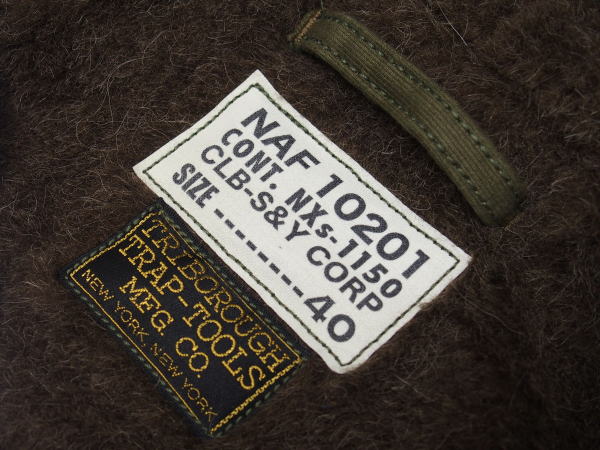 NAF 10201
CONT. NXs-1150
CLB-S&Y CORP
SIZE --------40
TRIBOROUGH
TRAP-TOOLS
MFG CO.
NEW YORK, NEW YORK